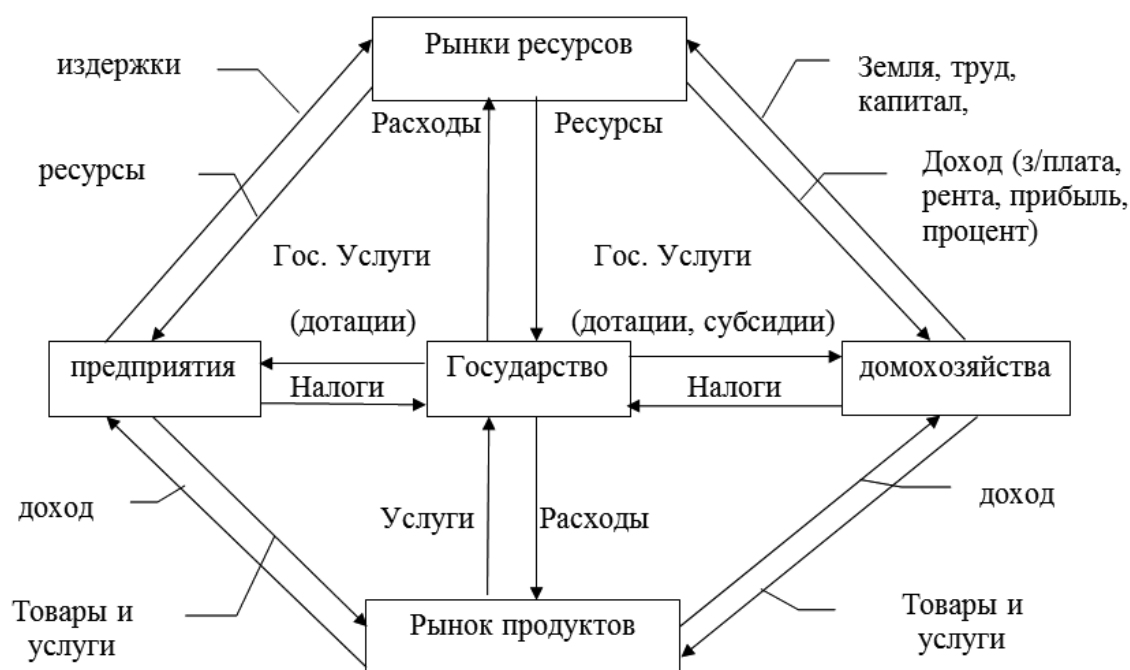 Рынки ресурсов
издержки
Земля, труд,
капитал,
Расходы
Ресурсы
ресурсы
Доход (з/плата,
рента, прибыль,
процент)
Гос. Услуги
Гос. Услуги
(дотации)
(дотации, субсидии)
предприятия
Государство
домохозяйства
Налоги
Налоги
доход
Услуги
Расходы
доход
Товары и
услуги
Рынок продуктов
Товары и
услуги